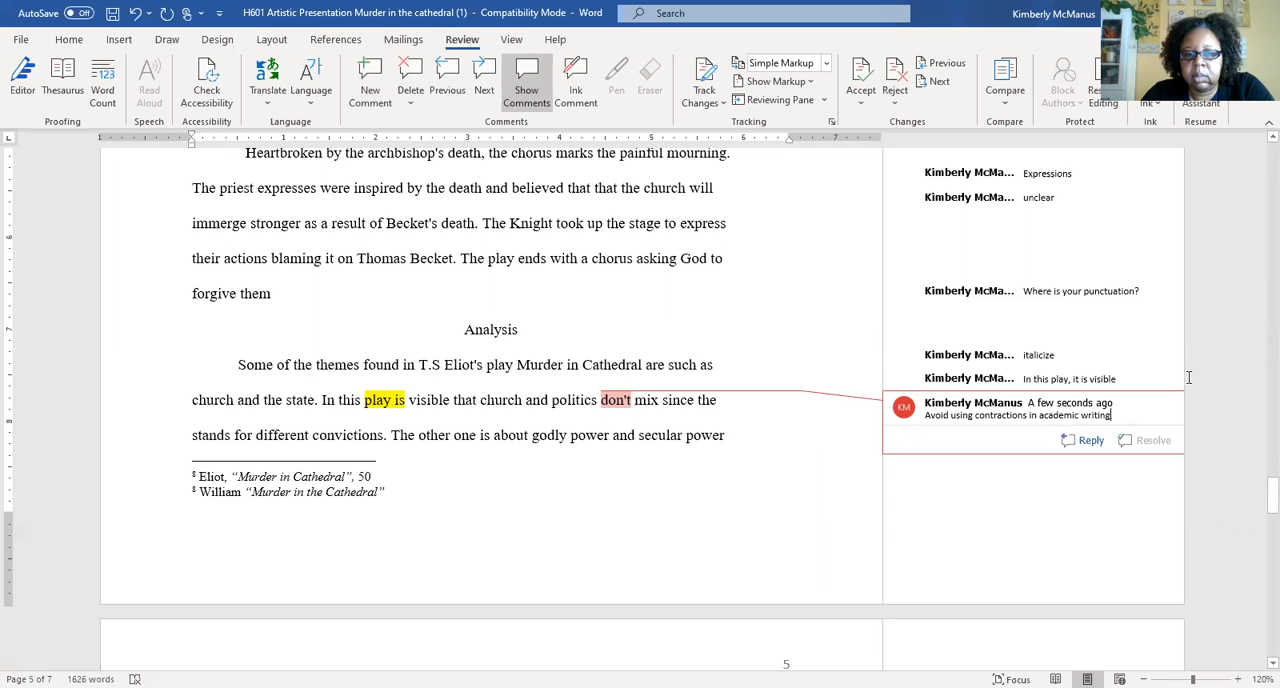 AutoSave Off H601 Artistic Presentation Murder in the cathedral (1) - Compatibility Mode - Word Search Kimberly McManus
File Home Insert Draw Design Layout References Mailings Review View Help
Editor Thesaurus Word Count Read Aloud Check Accessibility Translate Language New Comment Delete Previous Next Show Comments Ink Comment Pen Eraser Track Changes Simple Markup Show Markup Reviewing Pane Accept Reject Previous Next Compare Block Authors Editing Ink Assistant
Proofing Speech Accessibility Language Comments Tracking Changes Compare Protect Ink Resume
1 1 2 3 4 5 6 7
Heartbroken by the archbishop's death, the chorus marks the painful mourning.
The priest expresses were inspired by the death and believed that that the church will
immerge stronger as a result of Becket's death. The Knight took up the stage to express
their actions blaming it on Thomas Becket. The play ends with a chorus asking God to
forgive them
Analysis
Some of the themes found in T.S Eliot's play Murder in Cathedral are such as
church and the state. In this play is visible that church and politics don't mix since the
stands for different convictions. The other one is about godly power and secular power
8 Eliot, “Murder in Cathedral”, 50
8 William “Murder in the Cathedral”
Kimberly McMa... Expressions
Kimberly McMa... unclear
Kimberly McMa... Where is your punctuation?
Kimberly McMa... italicize
Kimberly McMa... In this play, it is visible
KM Kimberly McManus A few seconds ago
Avoid using contractions in academic writing
Reply Resolve
5
Page 5 of 7 1626 words Focus 120%